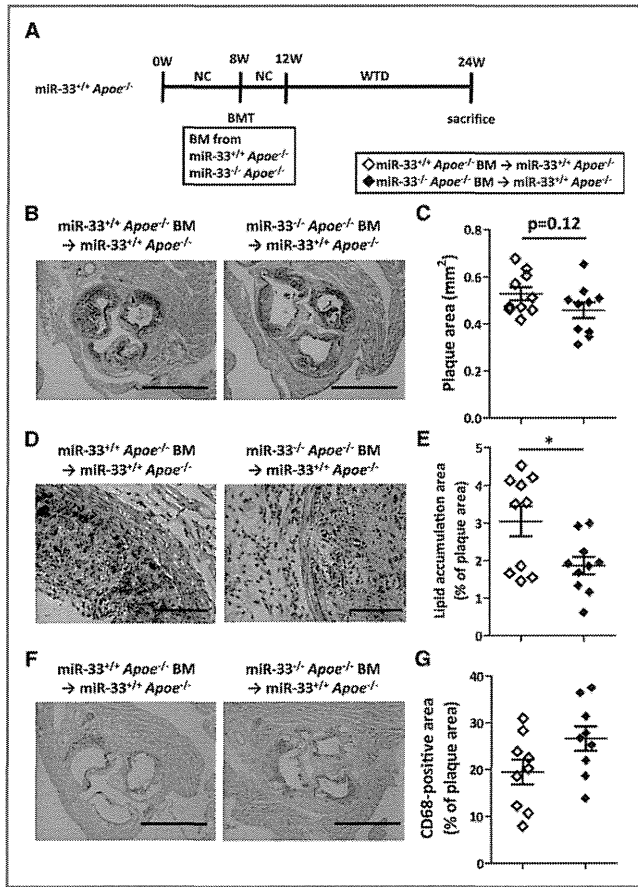 A
0W 8W 12W 24W
NC NC WTD
miR-33+/+ Apoe-/-
BMT sacrifice
BM from
miR-33+/+ Apoe-/-
miR-33-/- Apoe-/-
◇miR-33+/+ Apoe-/- BM → miR-33+/+ Apoe-/-
◆miR-33-/- Apoe-/- BM → miR-33+/+ Apoe-/-
B
miR-33+/+ Apoe-/- BM
→ miR-33+/+ Apoe-/-
miR-33-/- Apoe-/- BM
→ miR-33+/+ Apoe-/-
C
p=0.12
Plaque area (mm2)
0.8
0.6
0.4
0.2
0.0
D
miR-33+/+ Apoe-/- BM
→ miR-33+/+ Apoe-/-
miR-33-/- Apoe-/- BM
→ miR-33+/+ Apoe-/-
E
*
Lipid accumulation area
(% of plaque area)
5
4
3
2
1
0
F
miR-33+/+ Apoe-/- BM
→ miR-33+/+ Apoe-/-
miR-33-/- Apoe-/- BM
→ miR-33+/+ Apoe-/-
G
CD68-positive area
(% of plaque area)
40
30
20
10
0